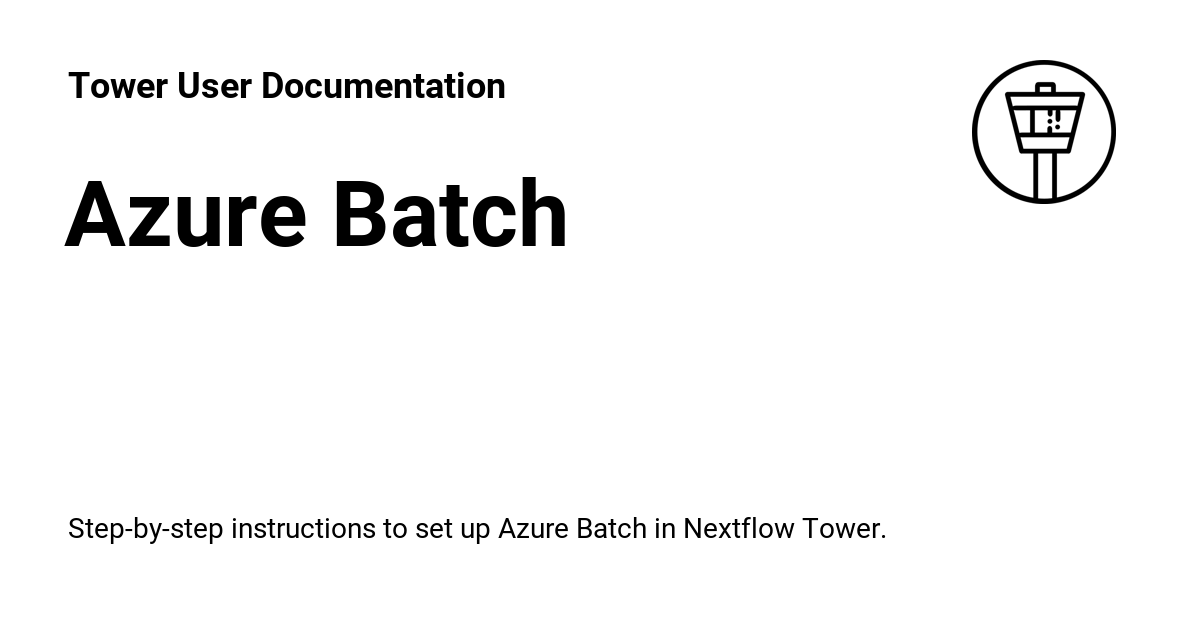 Tower User Documentation
Azure Batch
Step-by-step instructions to set up Azure Batch in Nextflow Tower.